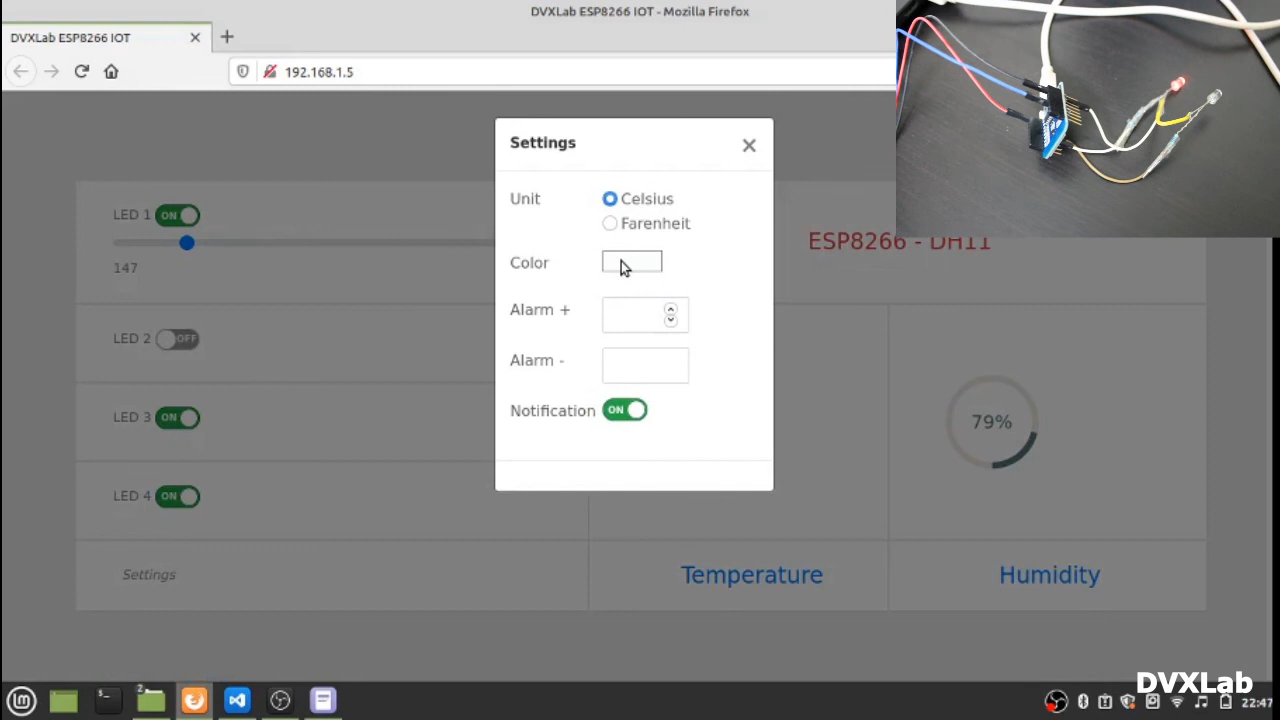 DVXLab ESP8266 IOT - Mozilla Firefox
DVXLab ESP8266 IOT
192.168.1.5
Settings
Unit
Celsius
Farenheit
Color
Alarm +
Alarm -
Notification ON
LED 1 ON
147
LED 2 OFF
LED 3 ON
LED 4 ON
Settings
ESP8266 - DH11
79%
Temperature
Humidity
DVXLab
2
22:47